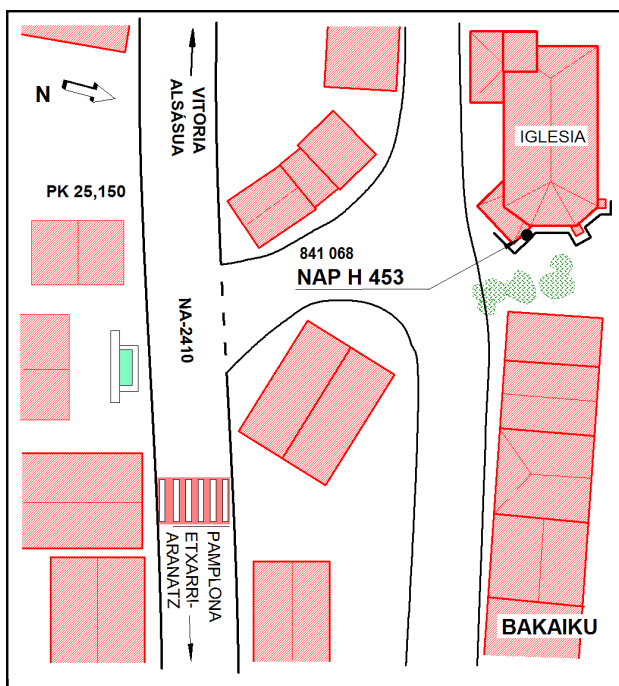 VITORIA
ALSÁSUA
N
IGLESIA
PK 25,150
841 068
NAP H 453
NA-2410
PAMPLONA
ETXARRI-
ARANATZ
BAKAIKU